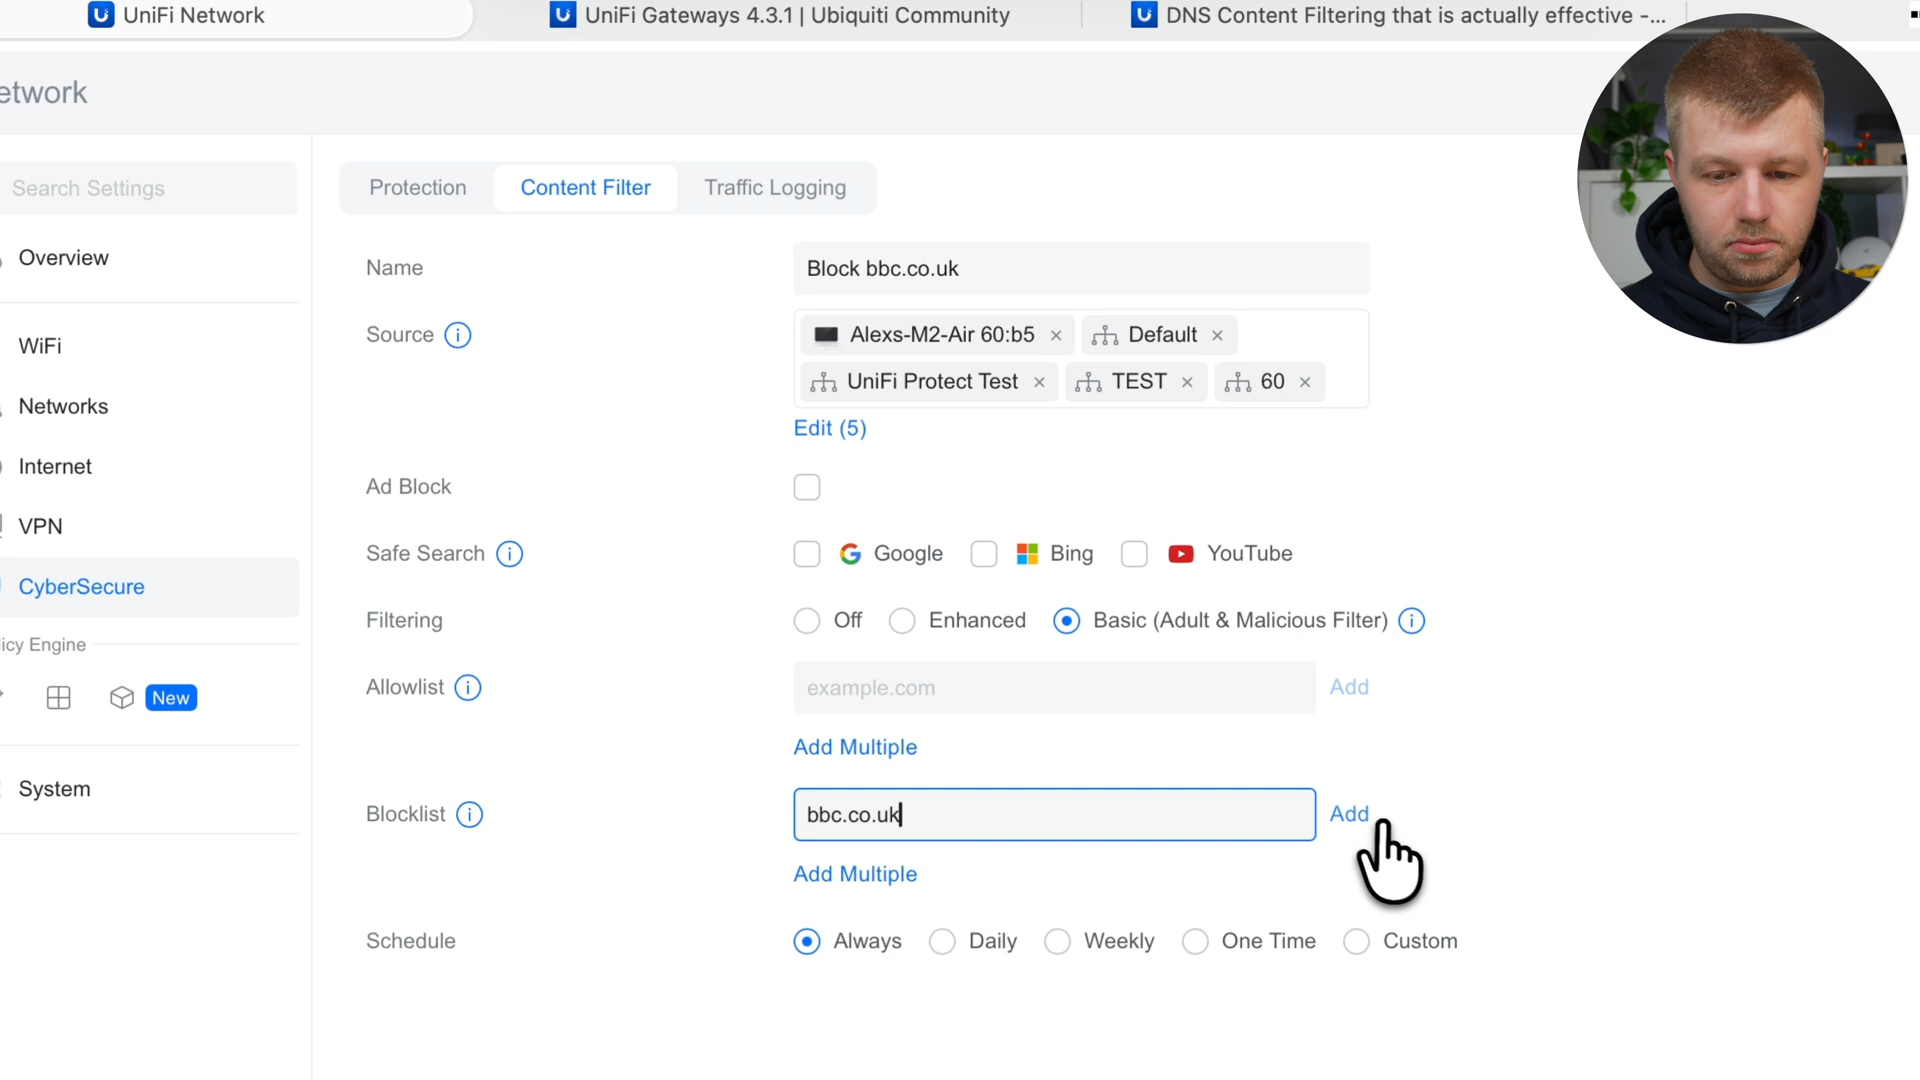 UniFi Network
UniFi Gateways 4.3.1 | Ubiquiti Community
DNS Content Filtering that is actually effective -...
etwork
Search Settings
Overview
WiFi
Networks
Internet
VPN
CyberSecure
licy Engine
New
System
Protection
Content Filter
Traffic Logging
Name
Block bbc.co.uk
Source
Alexs-M2-Air 60:b5
Default
UniFi Protect Test
TEST
60
Edit (5)
Ad Block
Safe Search
Google
Bing
YouTube
Filtering
Off
Enhanced
Basic (Adult & Malicious Filter)
Allowlist
example.com
Add
Add Multiple
Blocklist
bbc.co.uk
Add
Add Multiple
Schedule
Always
Daily
Weekly
One Time
Custom